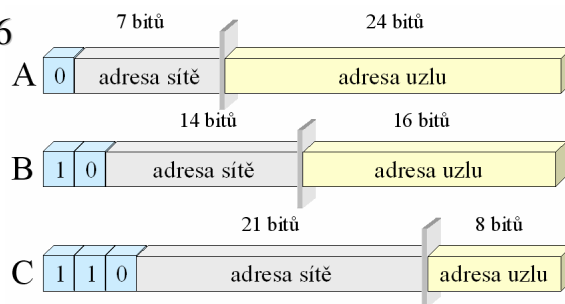 6
7 bitů 24 bitů
A 0 adresa sítě adresa uzlu
14 bitů 16 bitů
B 1 0 adresa sítě adresa uzlu
21 bitů 8 bitů
C 1 1 0 adresa sítě adresa uzlu